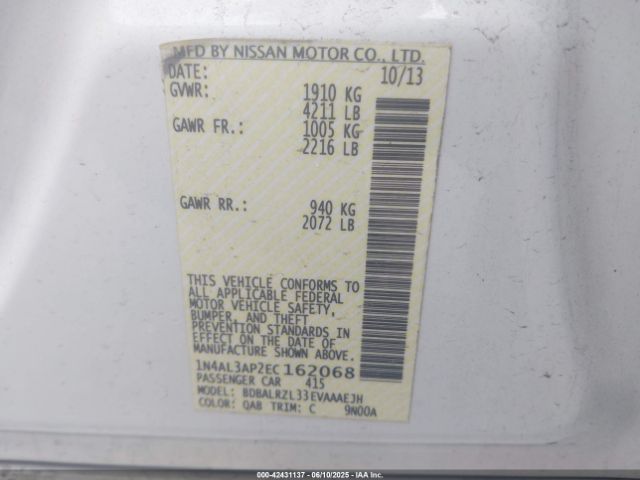 MFD BY NISSAN MOTOR CO., LTD.
DATE: 10/13
GVWR: 1910 KG
4211 LB
GAWR FR.: 1005 KG
2216 LB
GAWR RR.: 940 KG
2072 LB
THIS VEHICLE CONFORMS TO
ALL APPLICABLE FEDERAL
MOTOR VEHICLE SAFETY,
BUMPER, AND THEFT
PREVENTION STANDARDS IN
EFFECT ON THE DATE OF
MANUFACTURE SHOWN ABOVE.
1N4AL3AP2EC162068
PASSENGER CAR 415
MODEL: BDBALRZL33EVAAAEJH
COLOR: QAB TRIM: C 9N00A
000-42431137 - 06/10/2025 - IAA Inc.